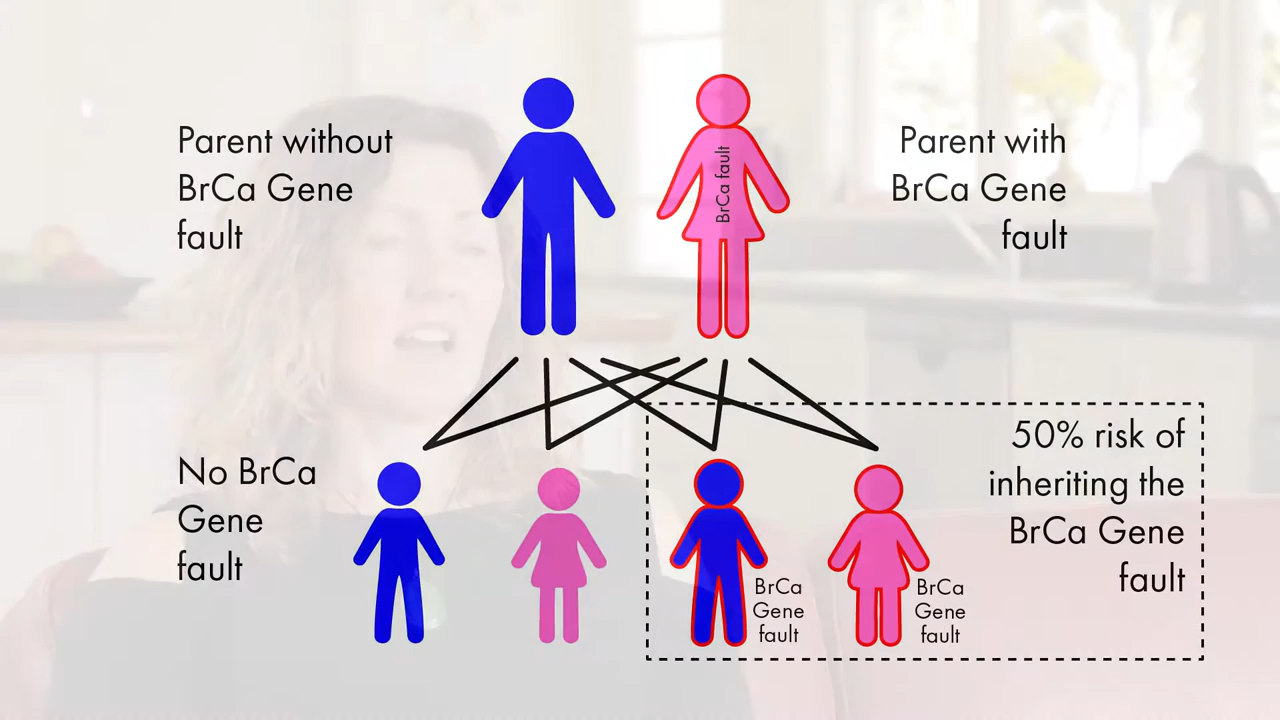 Parent without
BrCa Gene
fault
BrCa fault
Parent with
BrCa Gene
fault
No BrCa
Gene
fault
BrCa
Gene
fault
BrCa
Gene
fault
50% risk of
inheriting the
BrCa Gene
fault